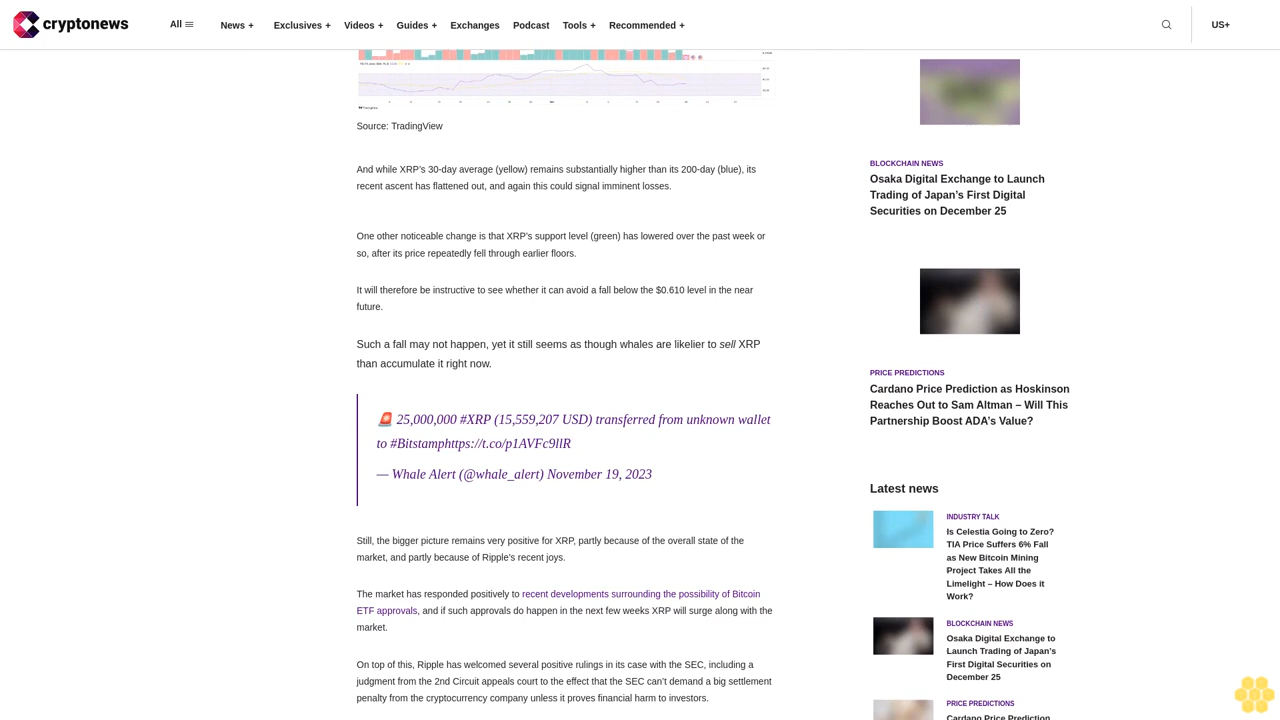 cryptonews
All
News +
Exclusives +
Videos +
Guides +
Exchanges
Podcast
Tools +
Recommended +
US+
Source: TradingView
And while XRP’s 30-day average (yellow) remains substantially higher than its 200-day (blue), its
recent ascent has flattened out, and again this could signal imminent losses.
One other noticeable change is that XRP’s support level (green) has lowered over the past week or
so, after its price repeatedly fell through earlier floors.
It will therefore be instructive to see whether it can avoid a fall below the $0.610 level in the near
future.
Such a fall may not happen, yet it still seems as though whales are likelier to sell XRP
than accumulate it right now.
🚨 25,000,000 #XRP (15,559,207 USD) transferred from unknown wallet
to #Bitstamphttps://t.co/p1AVFc9llR
— Whale Alert (@whale_alert) November 19, 2023
Still, the bigger picture remains very positive for XRP, partly because of the overall state of the
market, and partly because of Ripple’s recent joys.
The market has responded positively to recent developments surrounding the possibility of Bitcoin
ETF approvals, and if such approvals do happen in the next few weeks XRP will surge along with the
market.
On top of this, Ripple has welcomed several positive rulings in its case with the SEC, including a
judgment from the 2nd Circuit appeals court to the effect that the SEC can’t demand a big settlement
penalty from the cryptocurrency company unless it proves financial harm to investors.
BLOCKCHAIN NEWS
Osaka Digital Exchange to Launch
Trading of Japan’s First Digital
Securities on December 25
PRICE PREDICTIONS
Cardano Price Prediction as Hoskinson
Reaches Out to Sam Altman – Will This
Partnership Boost ADA’s Value?
Latest news
INDUSTRY TALK
Is Celestia Going to Zero?
TIA Price Suffers 6% Fall
as New Bitcoin Mining
Project Takes All the
Limelight – How Does it
Work?
BLOCKCHAIN NEWS
Osaka Digital Exchange to
Launch Trading of Japan’s
First Digital Securities on
December 25
PRICE PREDICTIONS
Cardano Price Prediction